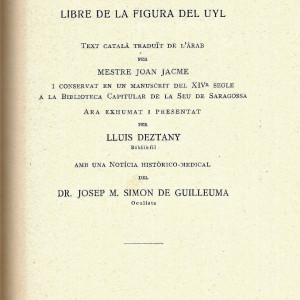 LIBRE DE LA FIGURA DEL UYL
TEXT CATALÀ TRADUÏT DE L'ÀRAB
PER
MESTRE JOAN JACME
I CONSERVAT EN UN MANUSCRIT DEL XIVè SEGLE
A LA BIBLIOTECA CAPITULAR DE LA SEU DE SARAGOSSA
ARA EXHUMAT I PRESENTAT
PER
LLUIS DEZTANY
Bibliòfil
AMB UNA NOTÍCIA HISTÒRICO-MEDICAL
DEL
DR. JOSEP M. SIMON DE GUILLEUMA
Oculista